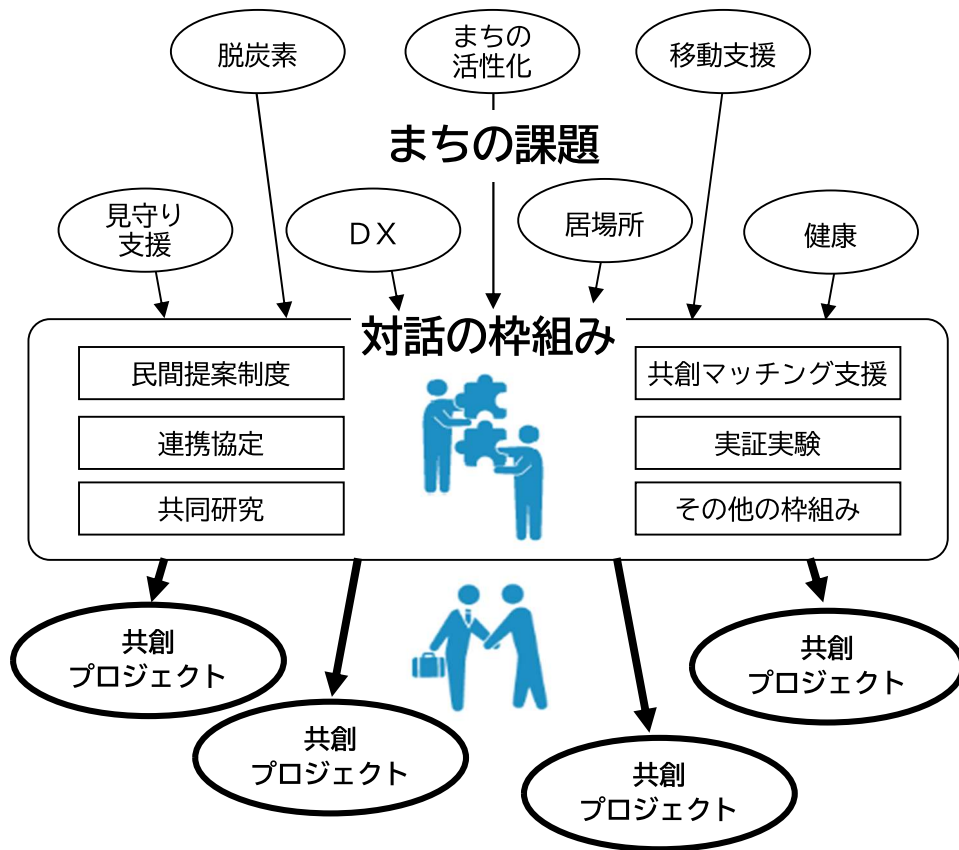 脱炭素
まちの
活性化
移動支援
まちの課題
見守り
支援
ＤＸ
居場所
健康
対話の枠組み
民間提案制度
共創マッチング支援
連携協定
実証実験
共同研究
その他の枠組み
共創
プロジェクト
共創
プロジェクト
共創
プロジェクト
共創
プロジェクト